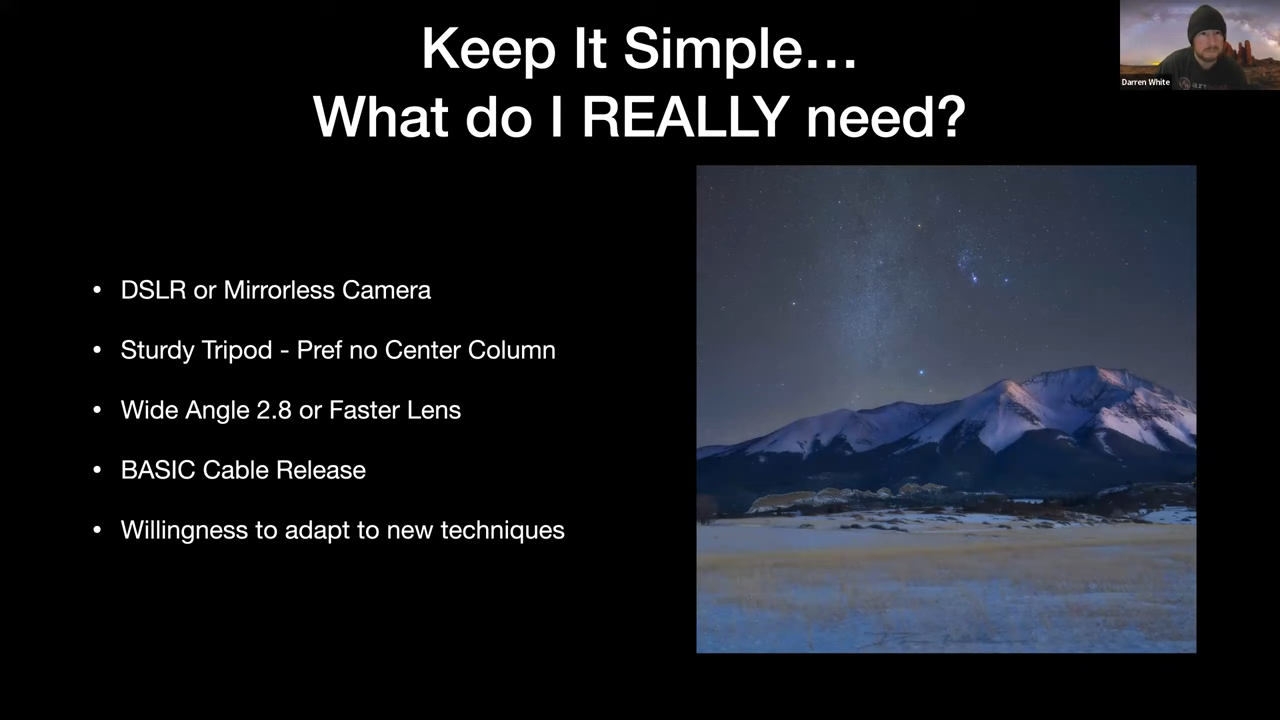 Keep It Simple…
What do I REALLY need?
Darren White
• DSLR or Mirrorless Camera
• Sturdy Tripod - Pref no Center Column
• Wide Angle 2.8 or Faster Lens
• BASIC Cable Release
• Willingness to adapt to new techniques